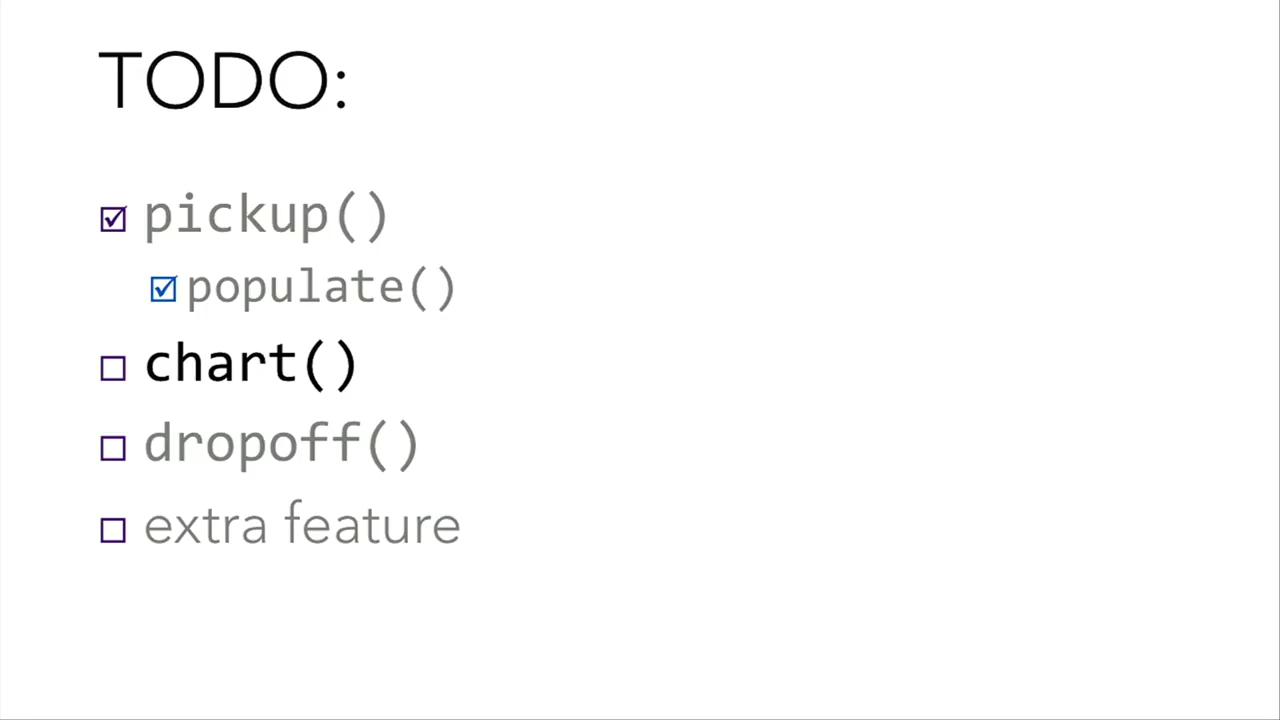 TODO:
pickup()
populate()
chart()
dropoff()
extra feature